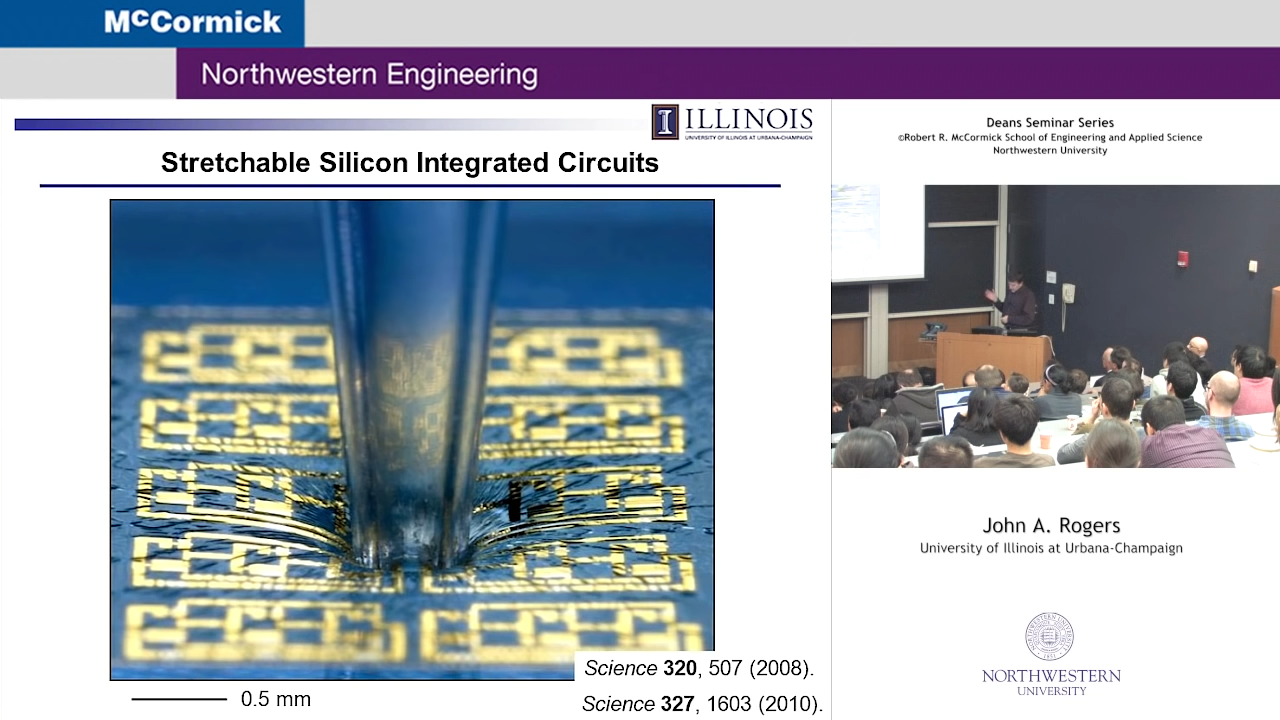 McCormick
Northwestern Engineering
I ILLINOIS
UNIVERSITY OF ILLINOIS AT URBANA-CHAMPAIGN
Stretchable Silicon Integrated Circuits
0.5 mm
Science 320, 507 (2008).
Science 327, 1603 (2010).
Deans Seminar Series
©Robert R. McCormick School of Engineering and Applied Science
Northwestern University
John A. Rogers
University of Illinois at Urbana-Champaign
NORTHWESTERN
UNIVERSITY